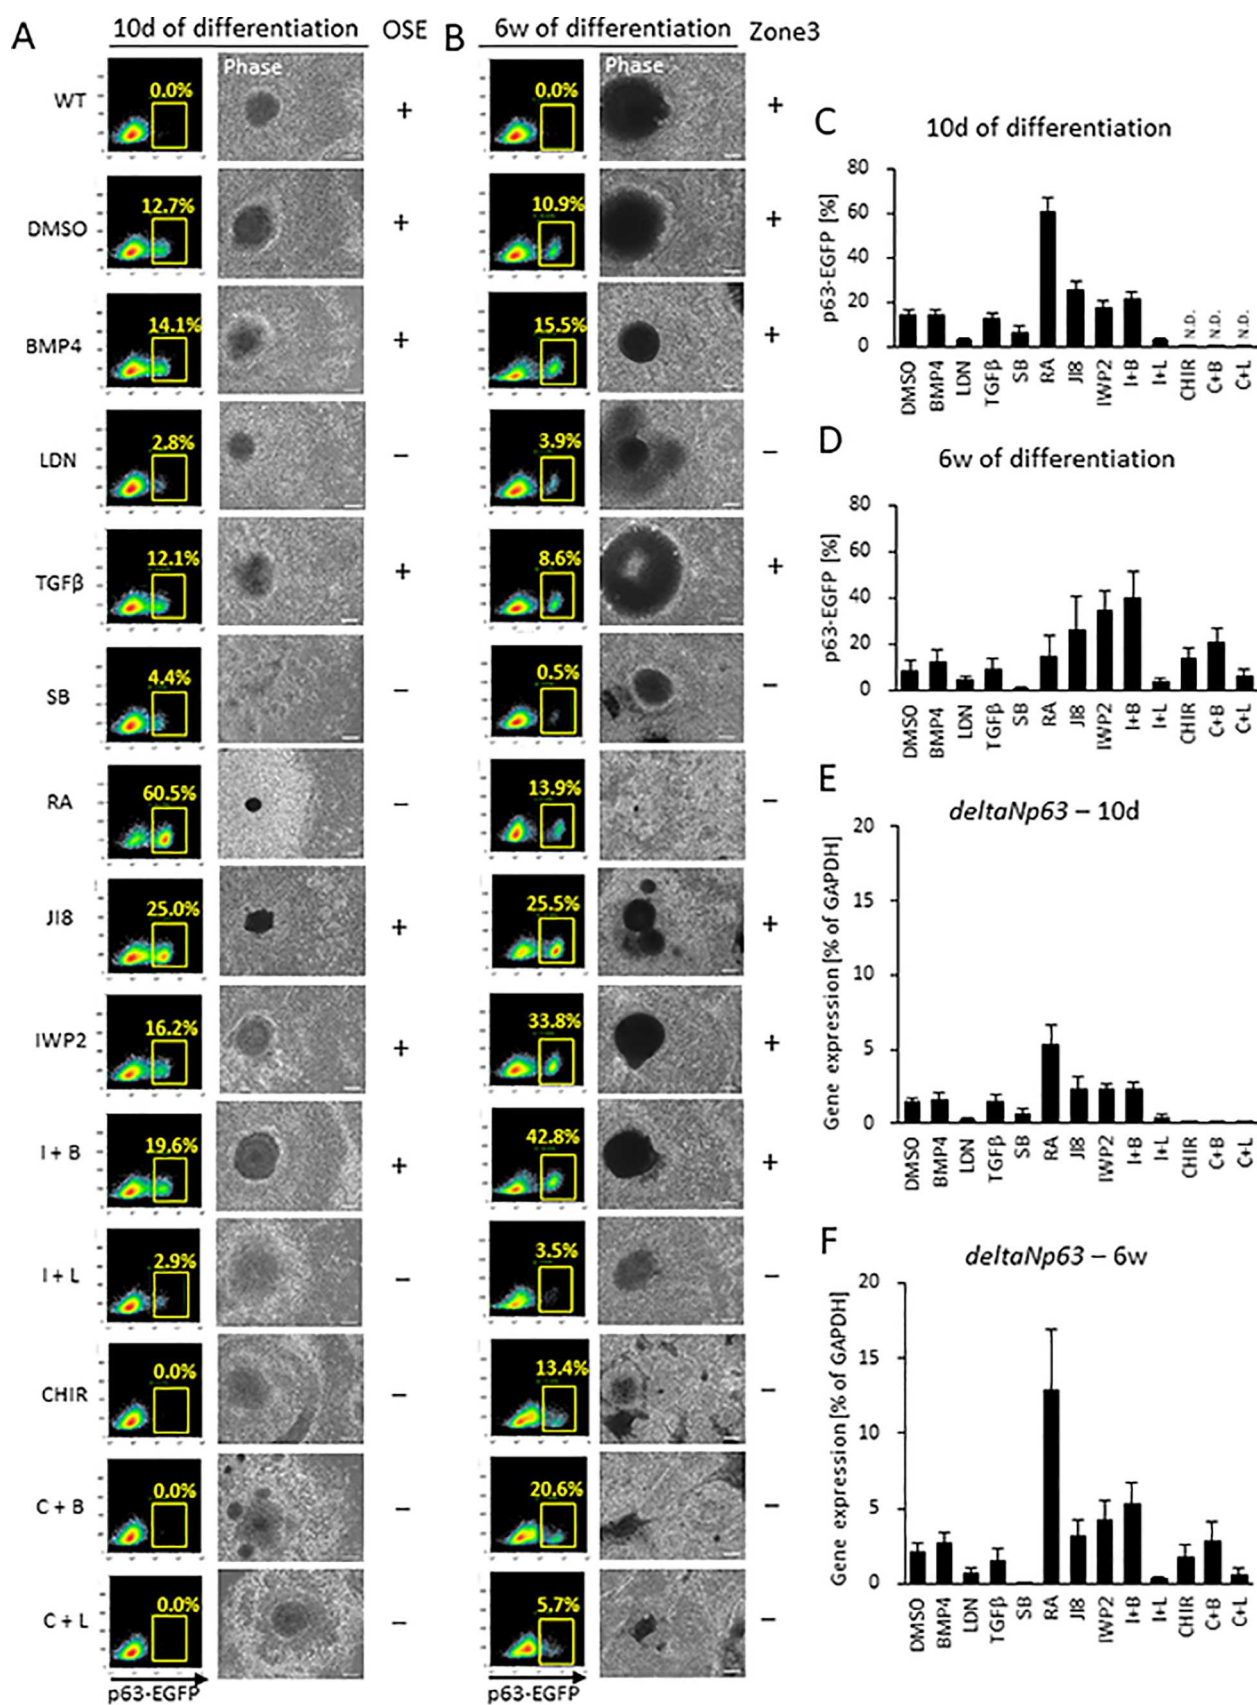 A
10d of differentiation
OSE
B
6w of differentiation
Zone3
WT
0.0%
Phase
+
0.0%
Phase
+
DMSO
12.7%
+
10.9%
+
BMP4
14.1%
+
15.5%
+
LDN
2.8%
–
3.9%
–
TGFβ
12.1%
+
8.6%
+
SB
4.4%
–
0.5%
–
RA
60.5%
–
13.9%
–
JI8
25.0%
+
25.5%
+
IWP2
16.2%
+
33.8%
+
I + B
19.6%
+
42.8%
+
I + L
2.9%
–
3.5%
–
CHIR
0.0%
–
13.4%
–
C + B
0.0%
–
20.6%
–
C + L
0.0%
–
5.7%
–
p63-EGFP
p63-EGFP
C
10d of differentiation
p63-EGFP [%]
80
60
40
20
0
N.D.
N.D.
N.D.
DMSO
BMP4
LDN
TGFβ
SB
RA
JI8
IWP2
I+B
I+L
CHIR
C+B
C+L
D
6w of differentiation
p63-EGFP [%]
80
60
40
20
0
DMSO
BMP4
LDN
TGFβ
SB
RA
JI8
IWP2
I+B
I+L
CHIR
C+B
C+L
E
deltaNp63 – 10d
Gene expression [% of GAPDH]
20
15
10
5
0
DMSO
BMP4
LDN
TGFβ
SB
RA
JI8
IWP2
I+B
I+L
CHIR
C+B
C+L
F
deltaNp63 – 6w
Gene expression [% of GAPDH]
20
15
10
5
0
DMSO
BMP4
LDN
TGFβ
SB
RA
JI8
IWP2
I+B
I+L
CHIR
C+B
C+L